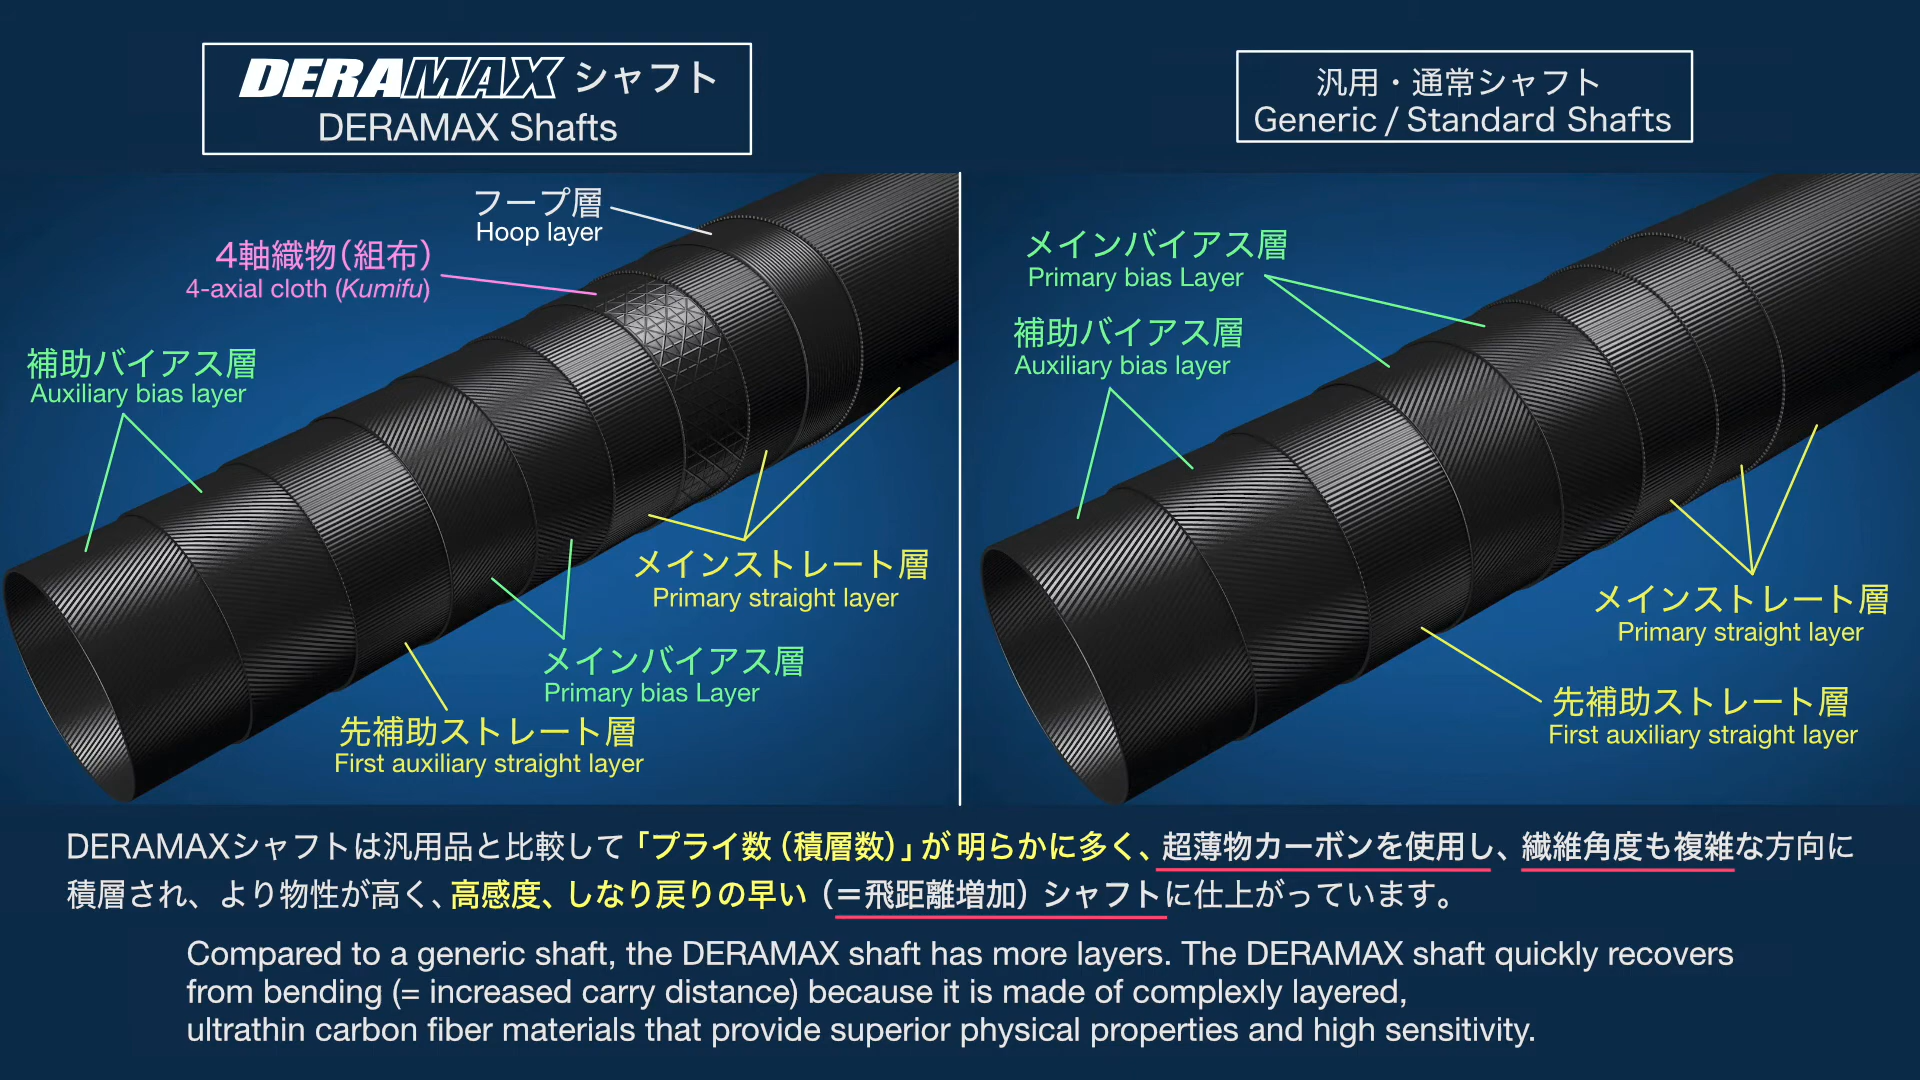 DERAMAX シャフト
DERAMAX Shafts
汎用・通常シャフト
Generic / Standard Shafts
フープ層
Hoop layer
4軸織物（組布）
4-axial cloth (Kumifu)
補助バイアス層
Auxiliary bias layer
メインストレート層
Primary straight layer
メインバイアス層
Primary bias Layer
先補助ストレート層
First auxiliary straight layer
メインバイアス層
Primary bias Layer
補助バイアス層
Auxiliary bias layer
メインストレート層
Primary straight layer
先補助ストレート層
First auxiliary straight layer
DERAMAXシャフトは汎用品と比較して「プライ数（積層数）」が明らかに多く、超薄物カーボンを使用し、繊維角度も複雑な方向に
積層され、より物性が高く、高感度、しなり戻りの早い（＝飛距離増加）シャフトに仕上がっています。
Compared to a generic shaft, the DERAMAX shaft has more layers. The DERAMAX shaft quickly recovers
from bending (= increased carry distance) because it is made of complexly layered,
ultrathin carbon fiber materials that provide superior physical properties and high sensitivity.